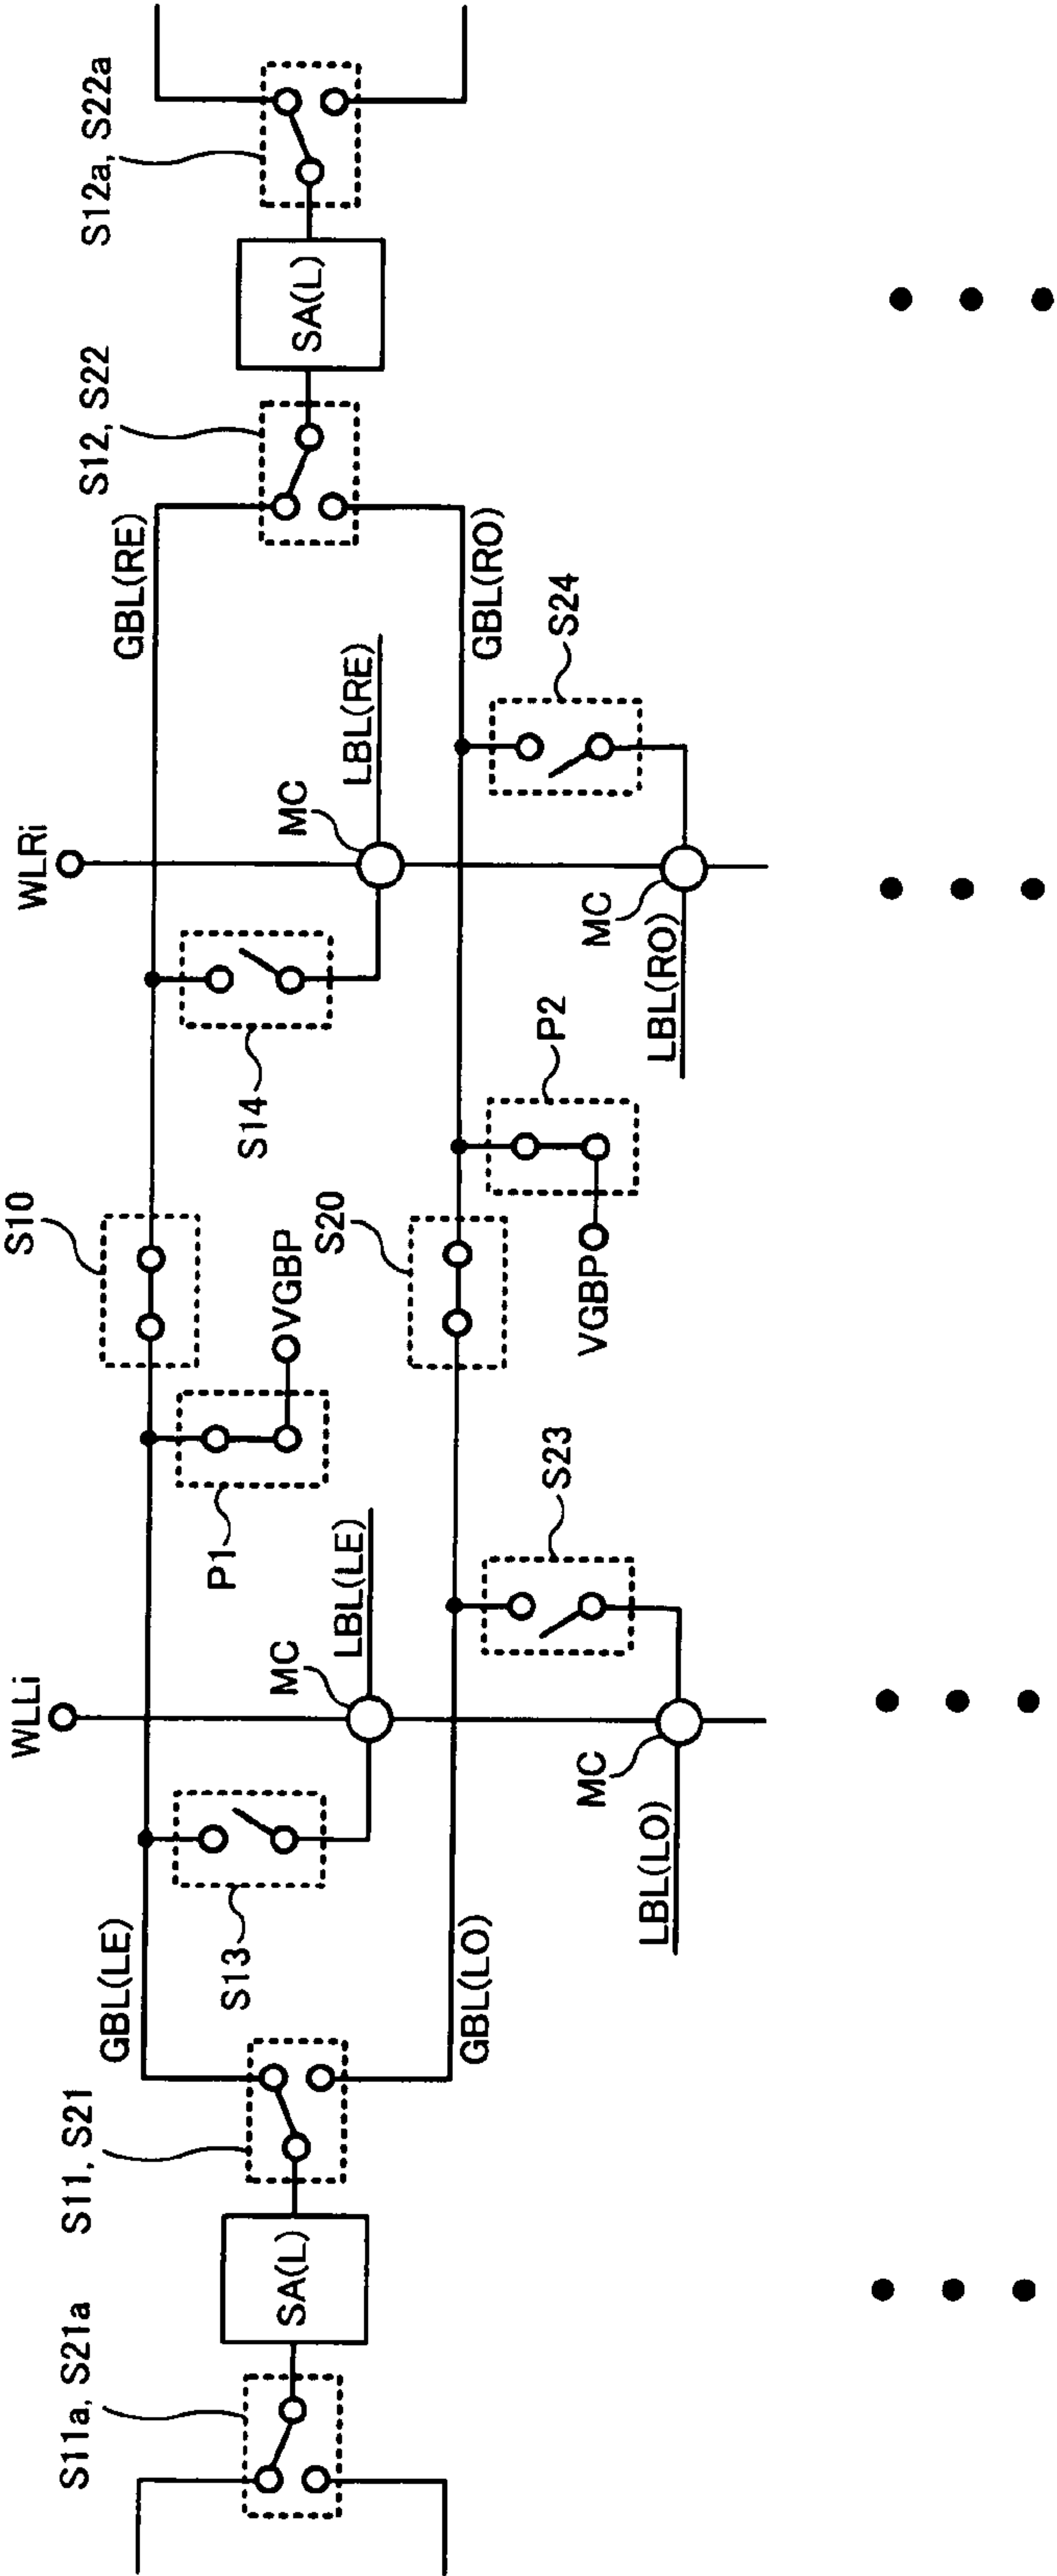 S11a, S21a
SA(L)
S11, S21
GBL(LE)
GBL(LO)
S13
WLLi
MC
LBL(LE)
MC
LBL(LO)
S23
P1
VGBP
S10
S20
VGBP
P2
S14
WLRi
MC
LBL(RE)
MC
LBL(RO)
S24
GBL(RE)
GBL(RO)
S12, S22
SA(L)
S12a, S22a